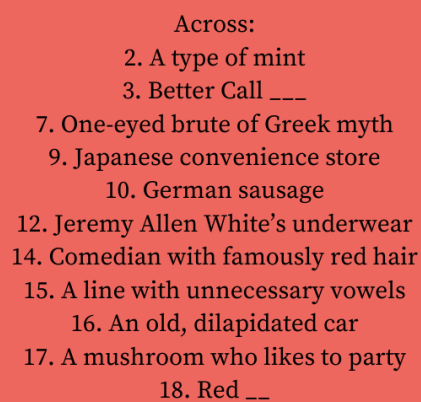 Across:
2. A type of mint
3. Better Call ___
7. One-eyed brute of Greek myth
9. Japanese convenience store
10. German sausage
12. Jeremy Allen White’s underwear
14. Comedian with famously red hair
15. A line with unnecessary vowels
16. An old, dilapidated car
17. A mushroom who likes to party
18. Red __